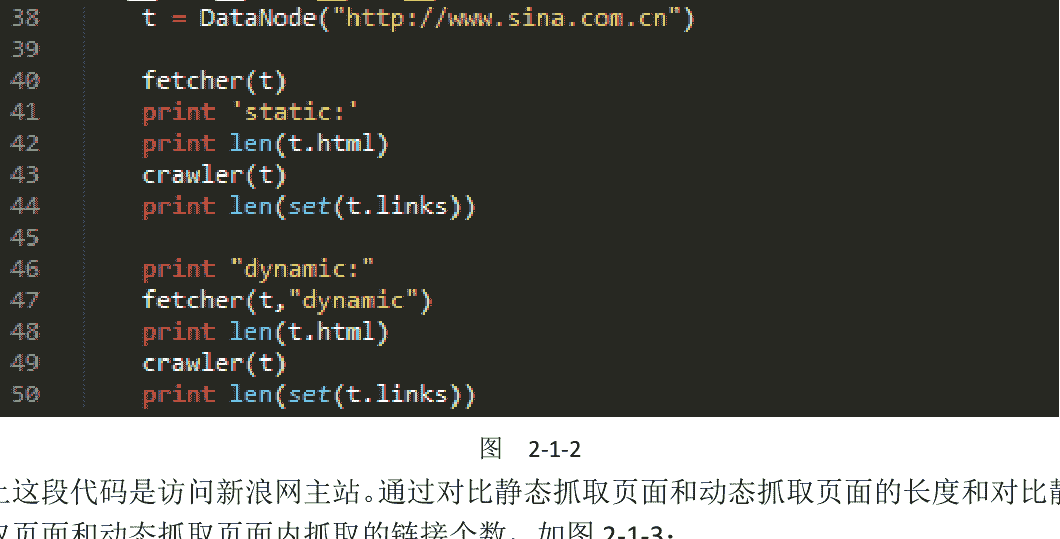 38 t = DataNode("http://www.sina.com.cn")
39
40 fetcher(t)
41 print 'static:'
42 print len(t.html)
43 crawler(t)
44 print len(set(t.links))
45
46 print "dynamic:"
47 fetcher(t,"dynamic")
48 print len(t.html)
49 crawler(t)
50 print len(set(t.links))
图 2-1-2
上这段代码是访问新浪网主站。通过对比静态抓取页面和动态抓取页面的长度和对比静
取页面和动态抓取页面内抓取的链接个数，如图 2-1-3：